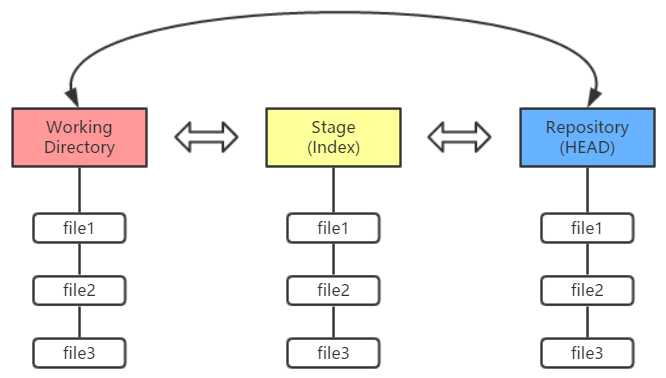 Working
Directory
Stage
(Index)
Repository
(HEAD)
file1
file1
file1
file2
file2
file2
file3
file3
file3